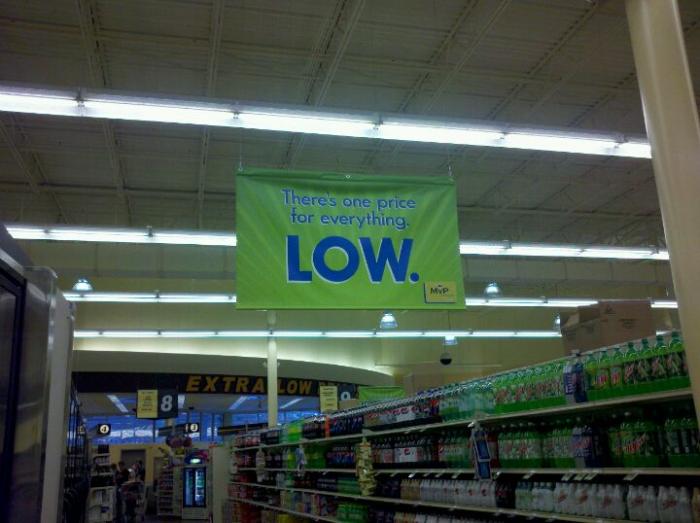 There's one price
for everything.
LOW.
MVP
EXTRA LOW
8